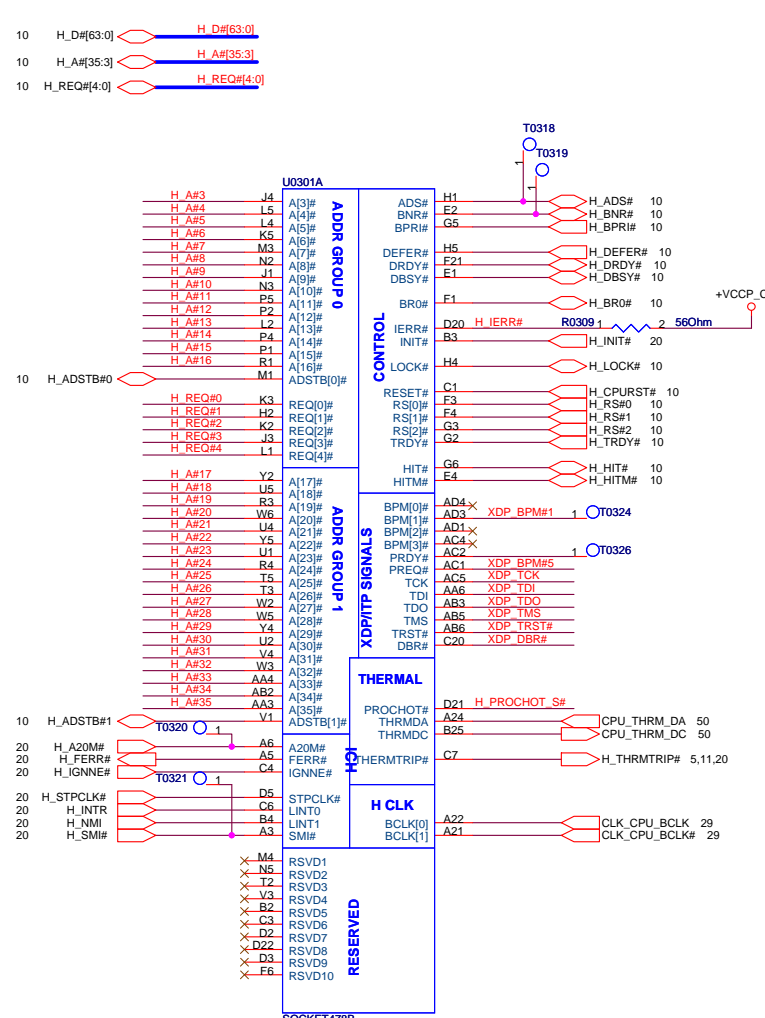 10 H_D#[63:0] H_D#[63:0]
10 H_A#[35:3] H_A#[35:3]
10 H_REQ#[4:0] H_REQ#[4:0]
T0318
1
T0319
1
U0301A
H_A#3 J4 A[3]# ADS# H1 H_ADS# 10
H_A#4 L5 A[4]# BNR# E2 H_BNR# 10
H_A#5 L4 A[5]# BPRI# G5 H_BPRI# 10
H_A#6 K5 A[6]#
H_A#7 M3 A[7]# DEFER# H5 H_DEFER# 10
H_A#8 N2 A[8]# DRDY# F21 H_DRDY# 10
H_A#9 J1 A[9]# DBSY# E1 H_DBSY# 10
H_A#10 N3 A[10]#
H_A#11 P5 A[11]# BR0# F1 H_BR0# 10
H_A#12 P2 A[12]#
H_A#13 L2 A[13]# IERR# D20 H_IERR# R0309 1 2 56Ohm
+VCCP_
H_A#14 P4 A[14]# INIT# B3 H_INIT# 20
H_A#15 P1 A[15]#
H_A#16 R1 A[16]# LOCK# H4 H_LOCK# 10
10 H_ADSTB#0 M1 ADSTB[0]#
ADDR GROUP 0
CONTROL
RESET# C1 H_CPURST# 10
H_REQ#0 K3 REQ[0]# RS[0]# F3 H_RS#0 10
H_REQ#1 H2 REQ[1]# RS[1]# F4 H_RS#1 10
H_REQ#2 K2 REQ[2]# RS[2]# G3 H_RS#2 10
H_REQ#3 J3 REQ[3]# TRDY# G2 H_TRDY# 10
H_REQ#4 L1 REQ[4]#
HIT# G6 H_HIT# 10
H_A#17 Y2 A[17]# HITM# E4 H_HITM# 10
H_A#18 U5 A[18]#
H_A#19 R3 A[19]# BPM[0]# AD4
H_A#20 W6 A[20]# BPM[1]# AD3 XDP_BPM#1 1 T0324
H_A#21 U4 A[21]# BPM[2]# AD1
H_A#22 Y5 A[22]# BPM[3]# AC4
H_A#23 U1 A[23]# PRDY# AC2 1 T0326
H_A#24 R4 A[24]# PREQ# AC1 XDP_BPM#5
H_A#25 T5 A[25]# TCK AC5 XDP_TCK
H_A#26 T3 A[26]# TDI AA6 XDP_TDI
H_A#27 W2 A[27]# TDO AB3 XDP_TDO
H_A#28 W5 A[28]# TMS AB5 XDP_TMS
H_A#29 Y4 A[29]# TRST# AB6 XDP_TRST#
H_A#30 U2 A[30]# DBR# C20 XDP_DBR#
H_A#31 V4 A[31]#
H_A#32 W3 A[32]#
H_A#33 AA4 A[33]#
H_A#34 AB2 A[34]#
H_A#35 AA3 A[35]# PROCHOT# D21 H_PROCHOT_S#
ADDR GROUP 1
XDP/ITP SIGNALS
THERMAL
10 H_ADSTB#1 V1 ADSTB[1]# THRMDA A24 CPU_THRM_DA 50
T0320 1
THRMDC B25 CPU_THRM_DC 50
20 H_A20M# A6 A20M#
20 H_FERR# A5 FERR# THERMTRIP# C7 H_THRMTRIP# 5,11,20
20 H_IGNNE# C4 IGNNE#
T0321 1
ICH
H CLK
20 H_STPCLK# D5 STPCLK#
20 H_INTR C6 LINT0
20 H_NMI B4 LINT1 BCLK[0] A22 CLK_CPU_BCLK 29
20 H_SMI# A3 SMI# BCLK[1] A21 CLK_CPU_BCLK# 29
M4 RSVD1
N5 RSVD2
T2 RSVD3
V3 RSVD4
B2 RSVD5
C3 RSVD6
D2 RSVD7
D22 RSVD8
D3 RSVD9
F6 RSVD10
RESERVED